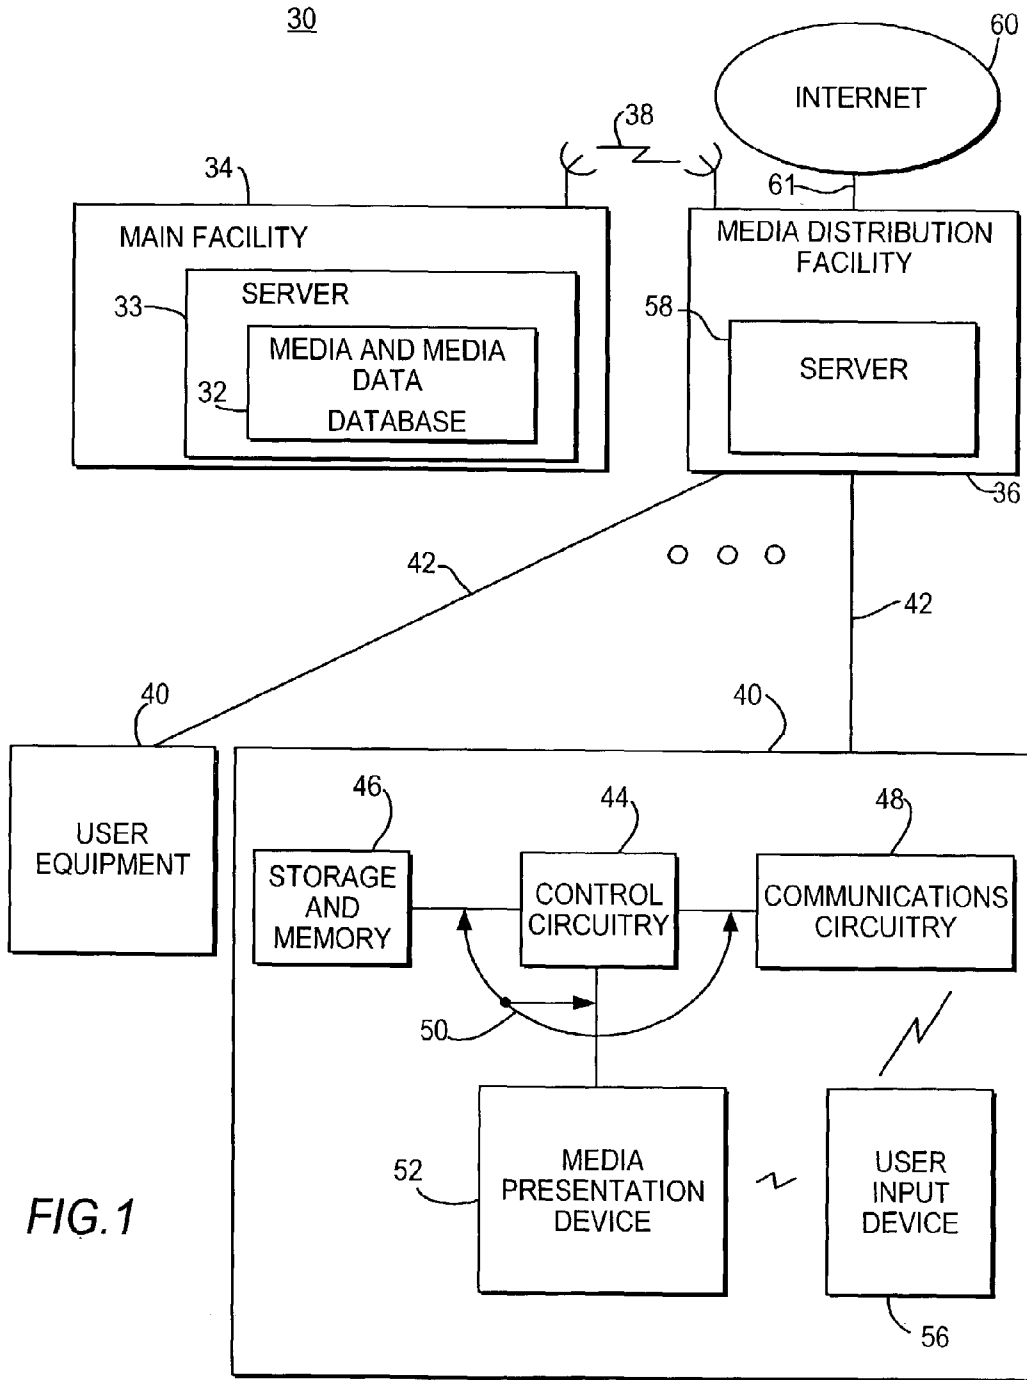 30
60
INTERNET
38
61
34
MAIN FACILITY
MEDIA DISTRIBUTION
FACILITY
33
SERVER
58
MEDIA AND MEDIA
DATA
DATABASE
32
SERVER
36
42
42
40
40
USER
EQUIPMENT
46
44
48
STORAGE
AND
MEMORY
CONTROL
CIRCUITRY
COMMUNICATIONS
CIRCUITRY
50
52
MEDIA
PRESENTATION
DEVICE
USER
INPUT
DEVICE
56
FIG.1